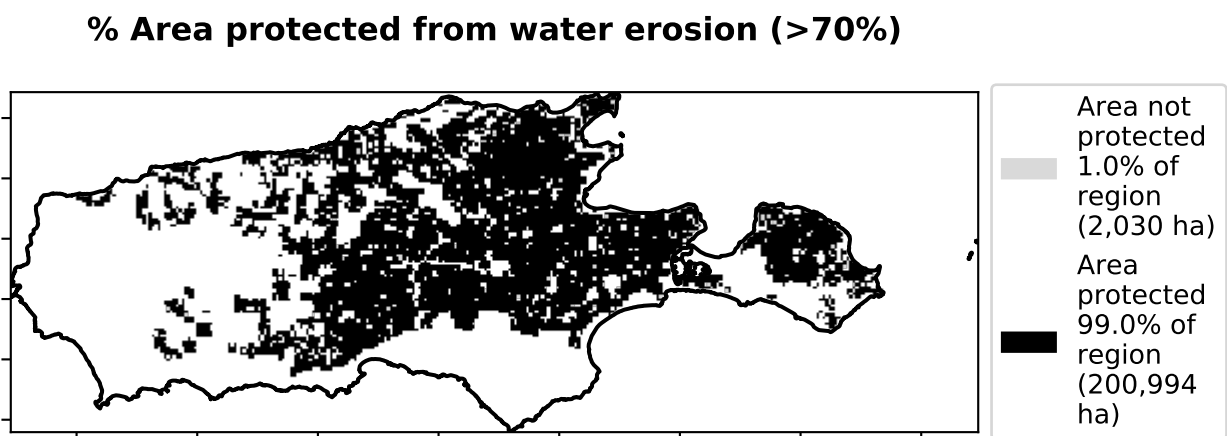 % Area protected from water erosion (>70%)
Area not
protected
1.0% of
region
(2,030 ha)
Area
protected
99.0% of
region
(200,994
ha)